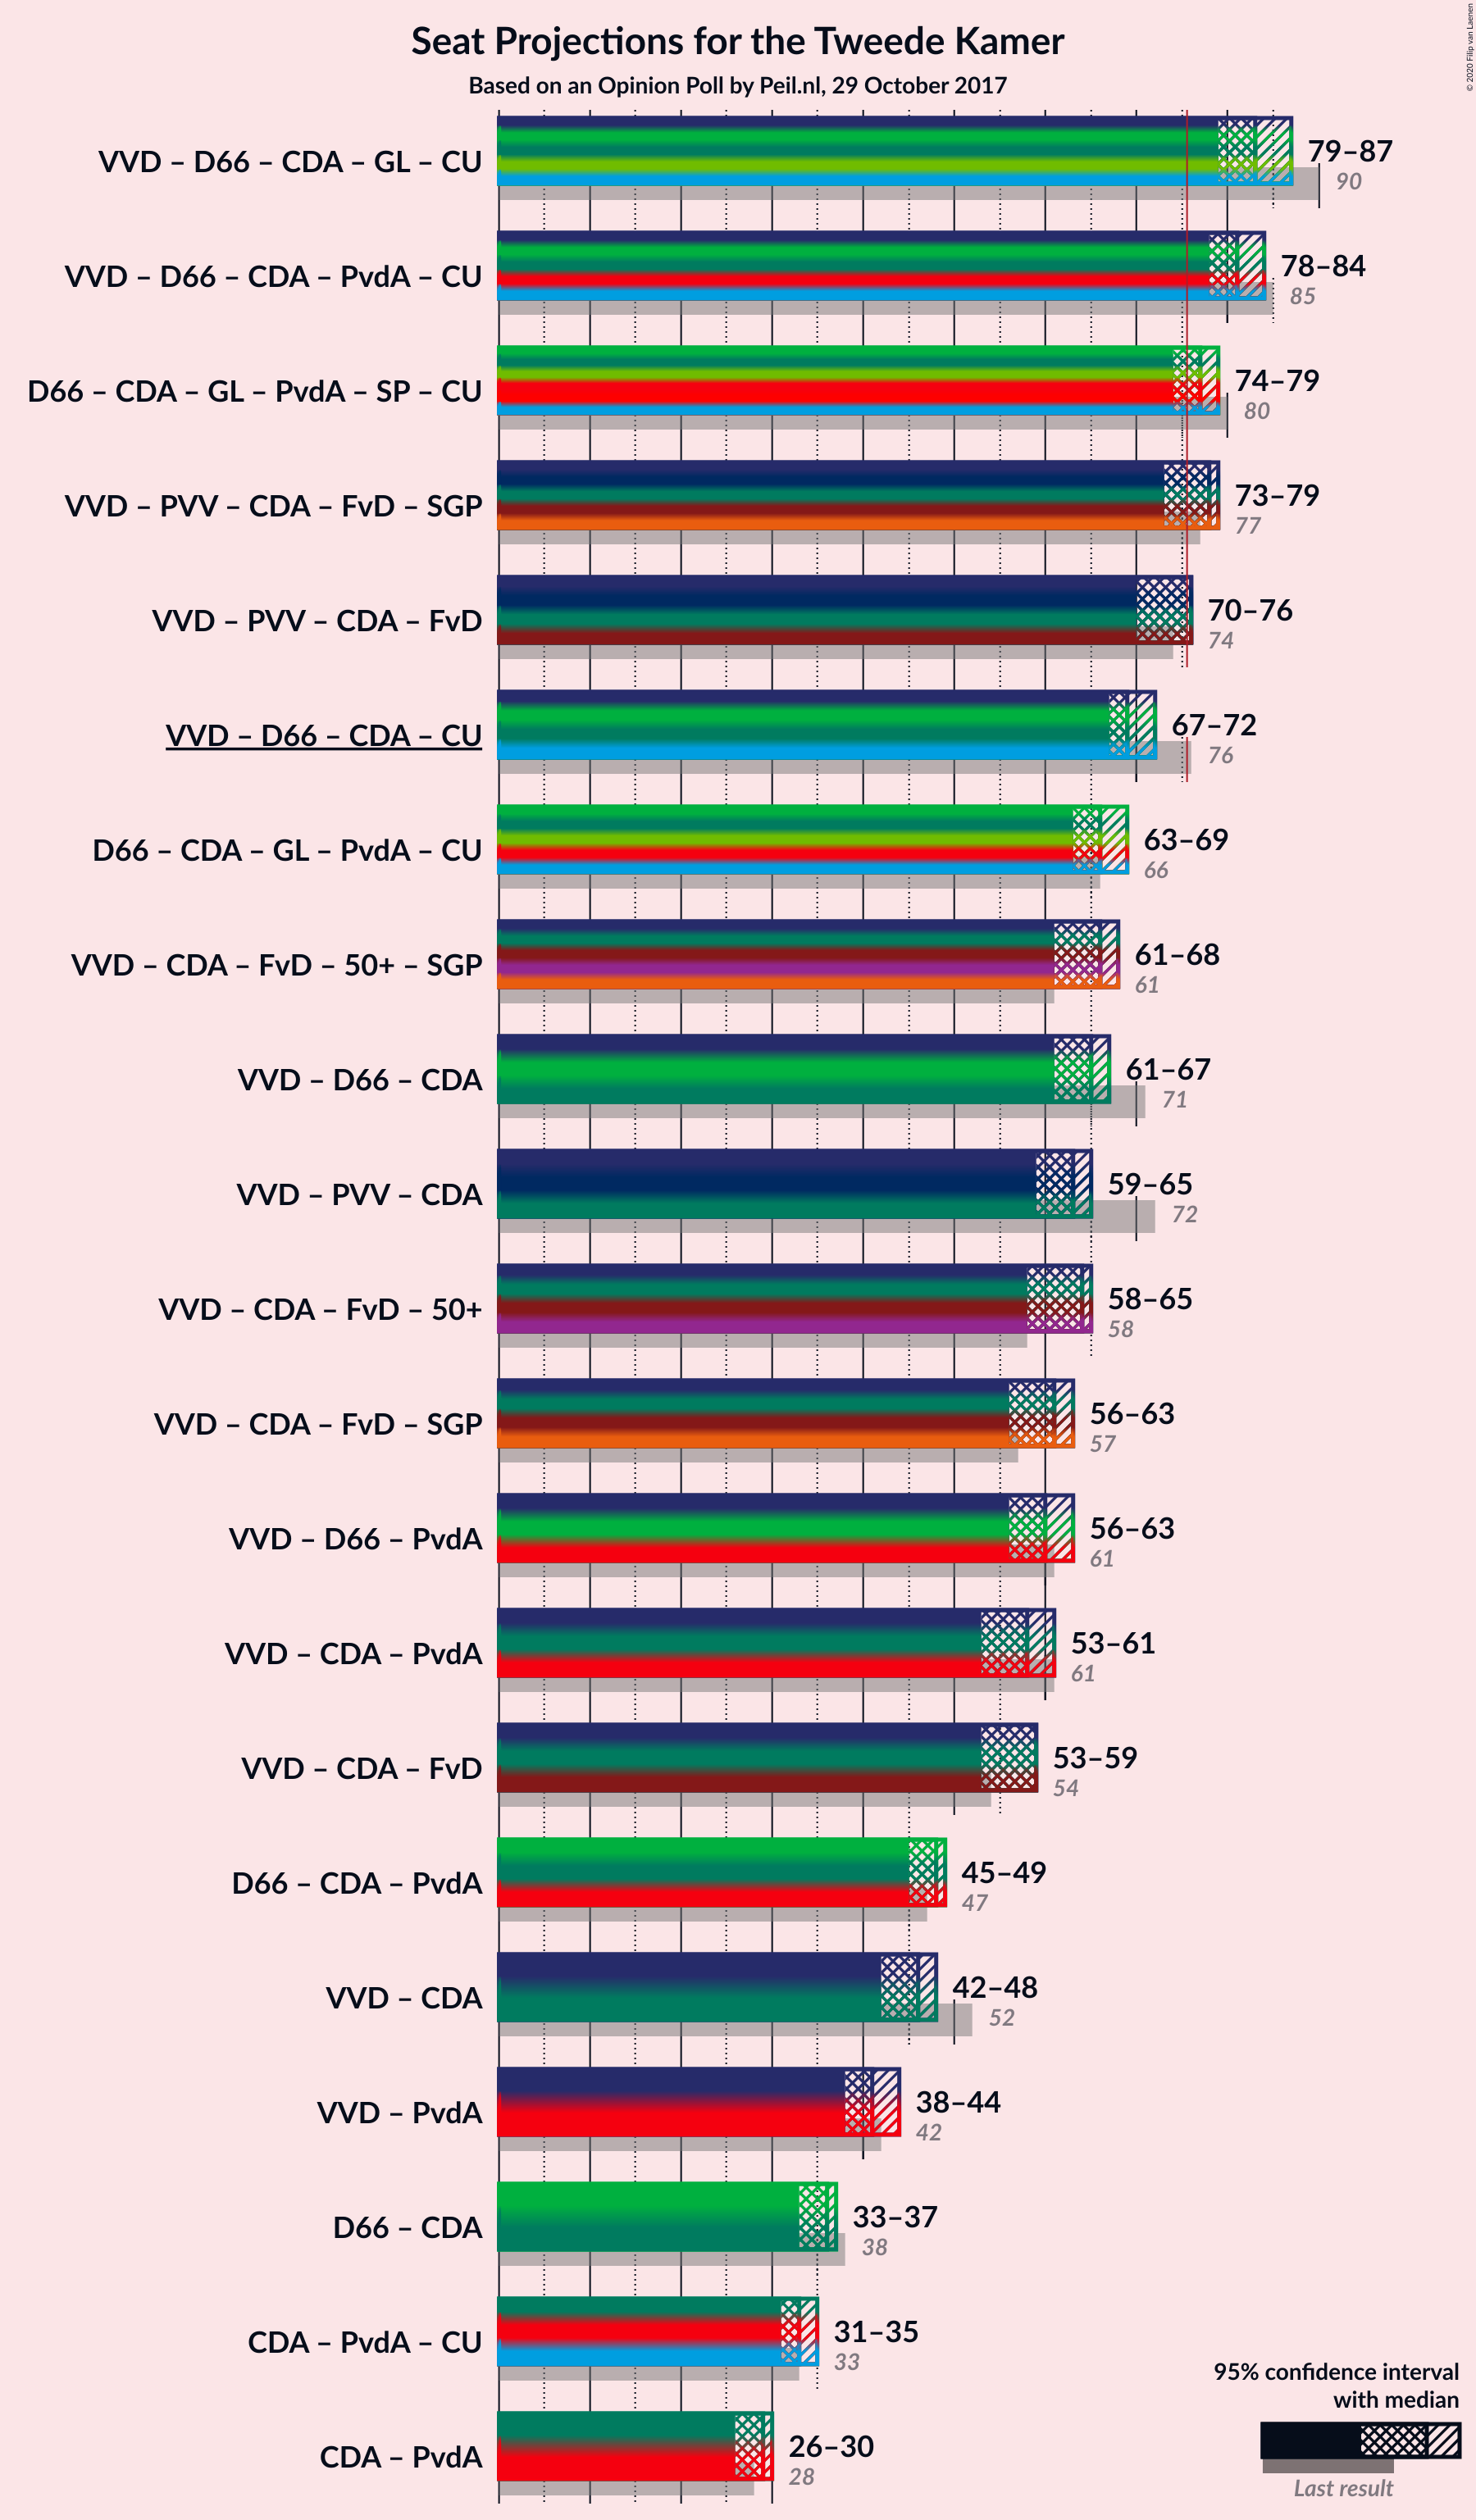 Seat Projections for the Tweede Kamer
Based on an Opinion Poll by Peil.nl, 29 October 2017
© 2020 Filip van Laenen
VVD – D66 – CDA – GL – CU
79–87
90
VVD – D66 – CDA – PvdA – CU
78–84
85
D66 – CDA – GL – PvdA – SP – CU
74–79
80
VVD – PVV – CDA – FvD – SGP
73–79
77
VVD – PVV – CDA – FvD
70–76
74
VVD – D66 – CDA – CU
67–72
76
D66 – CDA – GL – PvdA – CU
63–69
66
VVD – CDA – FvD – 50+ – SGP
61–68
61
VVD – D66 – CDA
61–67
71
VVD – PVV – CDA
59–65
72
VVD – CDA – FvD – 50+
58–65
58
VVD – CDA – FvD – SGP
56–63
57
VVD – D66 – PvdA
56–63
61
VVD – CDA – PvdA
53–61
61
VVD – CDA – FvD
53–59
54
D66 – CDA – PvdA
45–49
47
VVD – CDA
42–48
52
VVD – PvdA
38–44
42
D66 – CDA
33–37
38
CDA – PvdA – CU
31–35
33
CDA – PvdA
26–30
28
95% confidence interval
with median
Last result